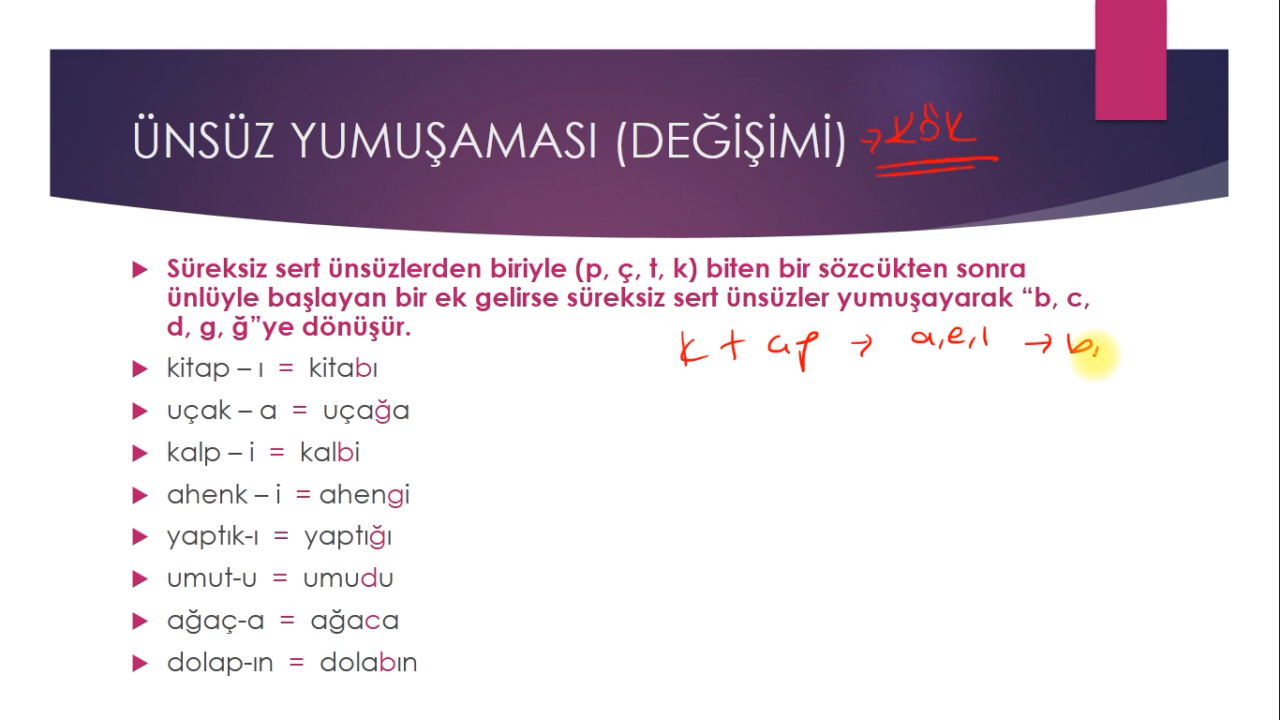 ÜNSÜZ YUMUŞAMASI (DEĞİŞİMİ) → KÖK
Süreksiz sert ünsüzlerden biriyle (p, ç, t, k) biten bir sözcükten sonra
ünlüyle başlayan bir ek gelirse süreksiz sert ünsüzler yumuşayarak “b, c,
d, g, ğ”ye dönüşür.
k + ap → a, e, ı → b,
kitap – ı = kitabı
uçak – a = uçağa
kalp – i = kalbi
ahenk – i = ahengi
yaptık-ı = yaptığı
umut-u = umudu
ağaç-a = ağaca
dolap-ın = dolabın